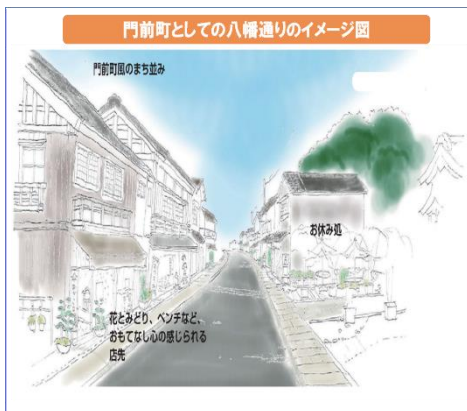 門前町としての八幡通りのイメージ図
門前町風のまち並み
お休み処
花とみどり、ベンチなど、
おもてなし心の感じられる
店先